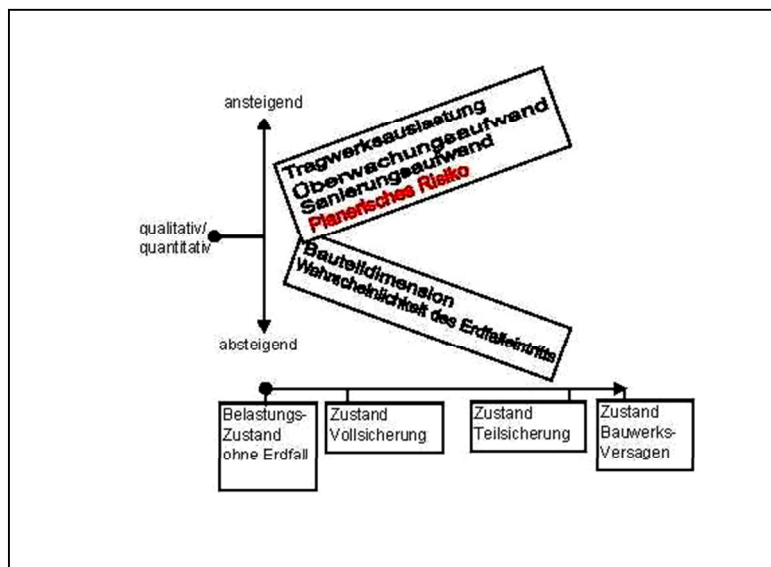 ansteigend
Tragwerksauslastung
Überwachungsaufwand
Sanierungsaufwand
Planerisches Risiko
qualitativ/
quantitativ
Bauteildimension
Wahrscheinlichkeit des Erdfalleintritts
absteigend
Belastungs-
Zustand
ohne Erdfall
Zustand
Vollsicherung
Zustand
Teilsicherung
Zustand
Bauwerks-
Versagen